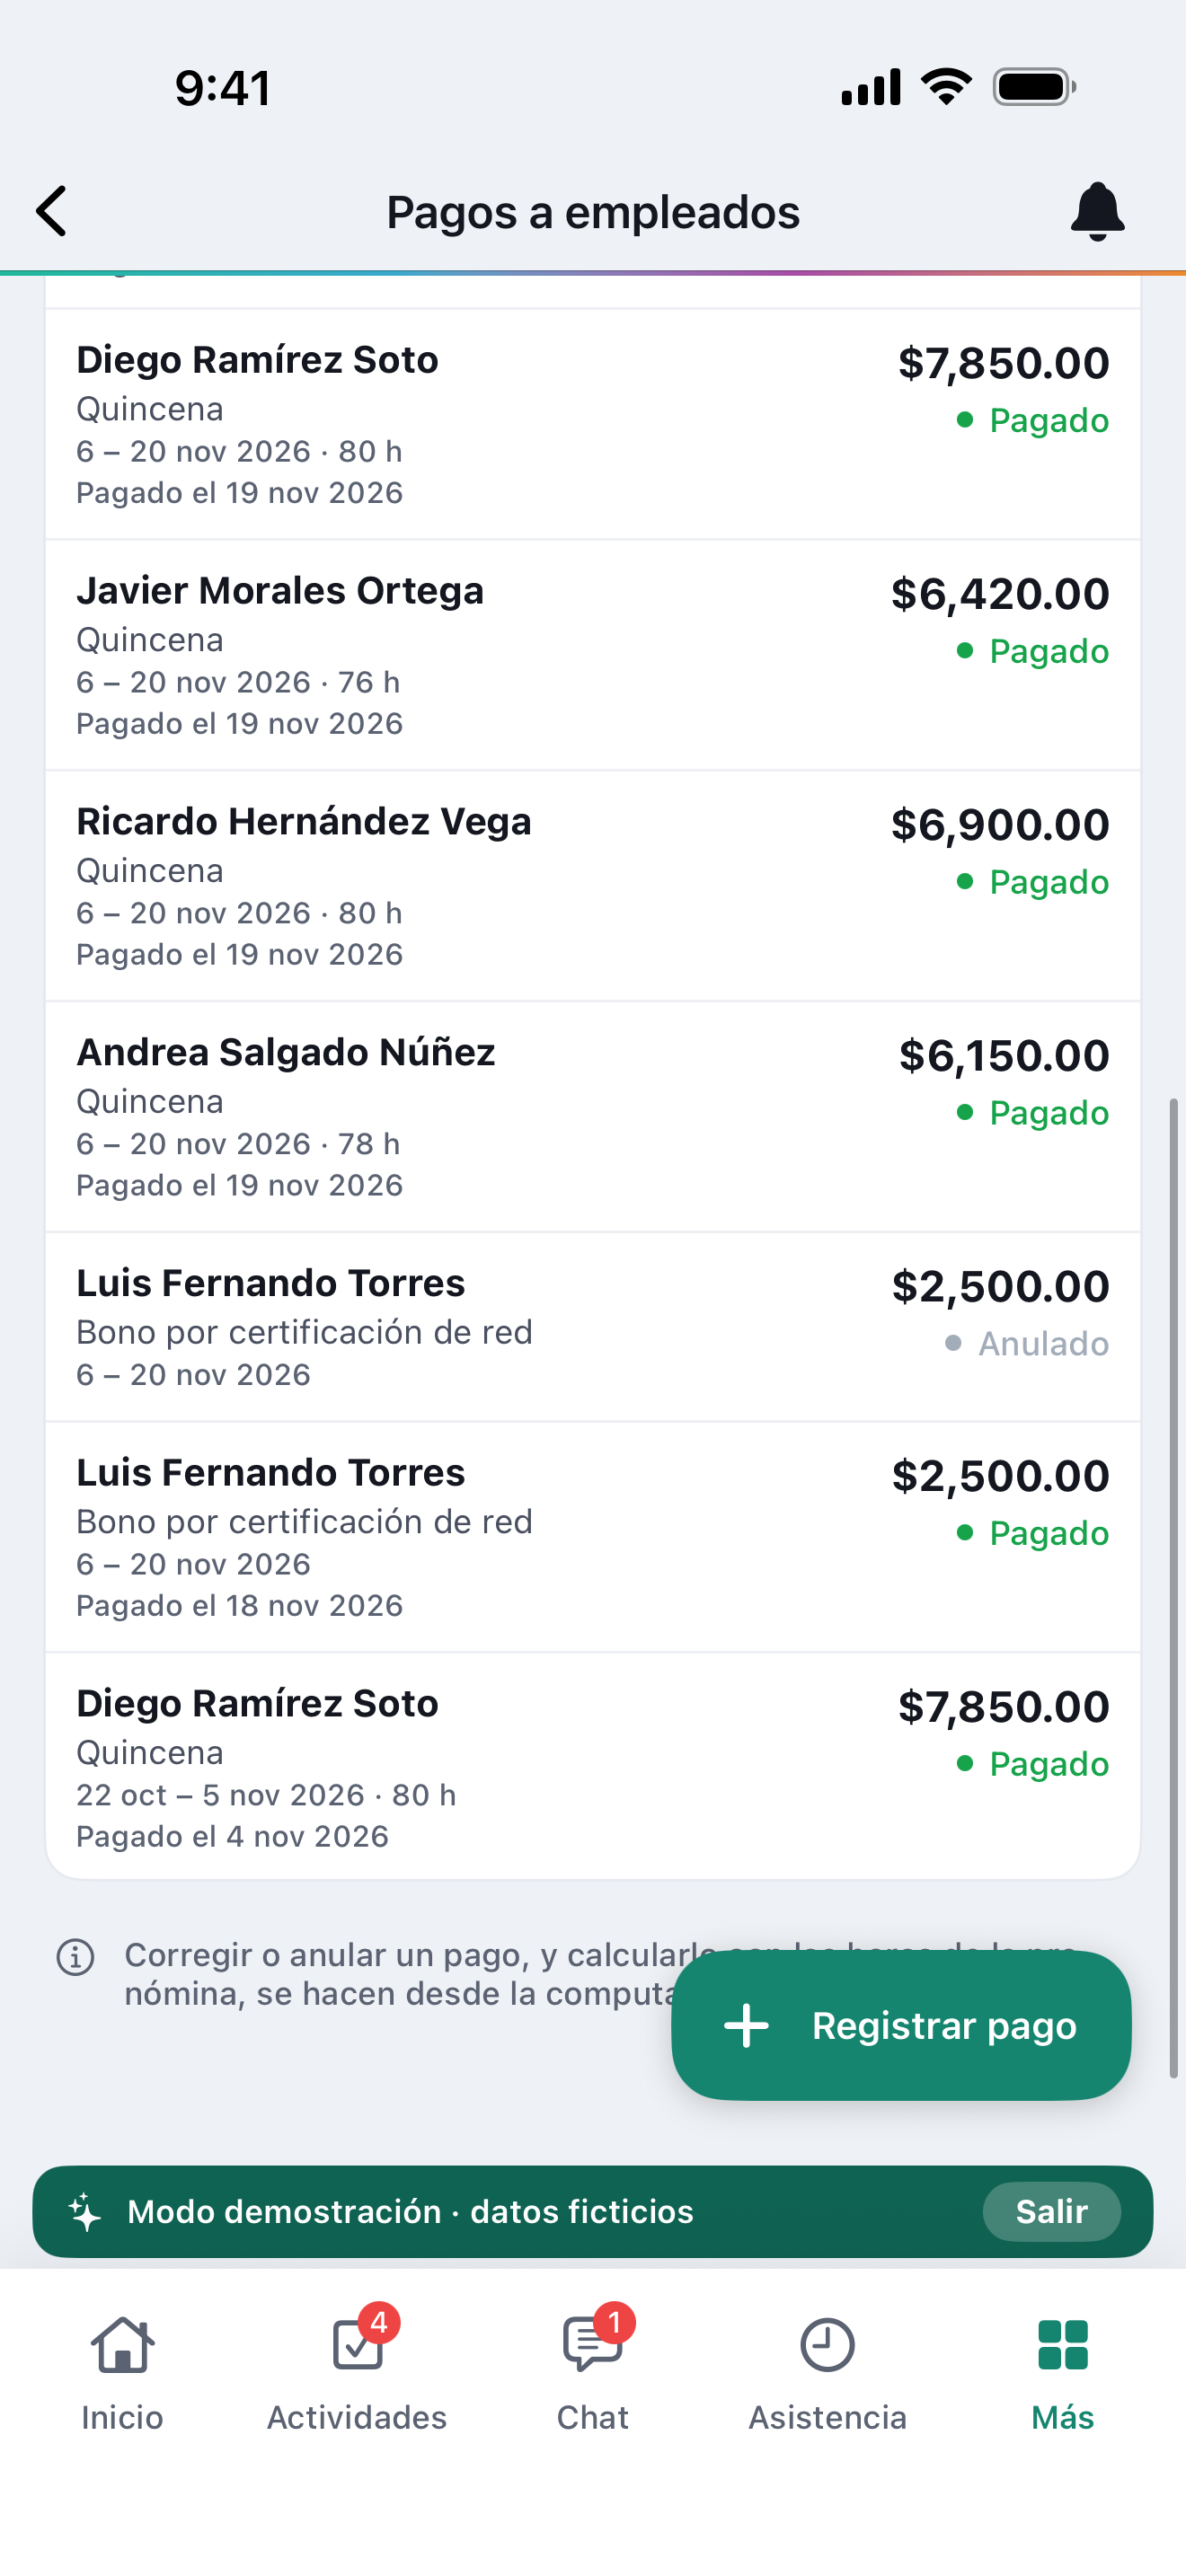 9:41
Pagos a empleados
Diego Ramírez Soto
$7,850.00
Quincena
Pagado
6 – 20 nov 2026 · 80 h
Pagado el 19 nov 2026
Javier Morales Ortega
$6,420.00
Quincena
Pagado
6 – 20 nov 2026 · 76 h
Pagado el 19 nov 2026
Ricardo Hernández Vega
$6,900.00
Quincena
Pagado
6 – 20 nov 2026 · 80 h
Pagado el 19 nov 2026
Andrea Salgado Núñez
$6,150.00
Quincena
Pagado
6 – 20 nov 2026 · 78 h
Pagado el 19 nov 2026
Luis Fernando Torres
$2,500.00
Bono por certificación de red
Anulado
6 – 20 nov 2026
Luis Fernando Torres
$2,500.00
Bono por certificación de red
Pagado
6 – 20 nov 2026
Pagado el 18 nov 2026
Diego Ramírez Soto
$7,850.00
Quincena
Pagado
22 oct – 5 nov 2026 · 80 h
Pagado el 4 nov 2026
Corregir o anular un pago, y calcularlo
nómina, se hacen desde la
Registrar pago
Modo demostración · datos ficticios
Salir
4
1
Inicio
Actividades
Chat
Asistencia
Más